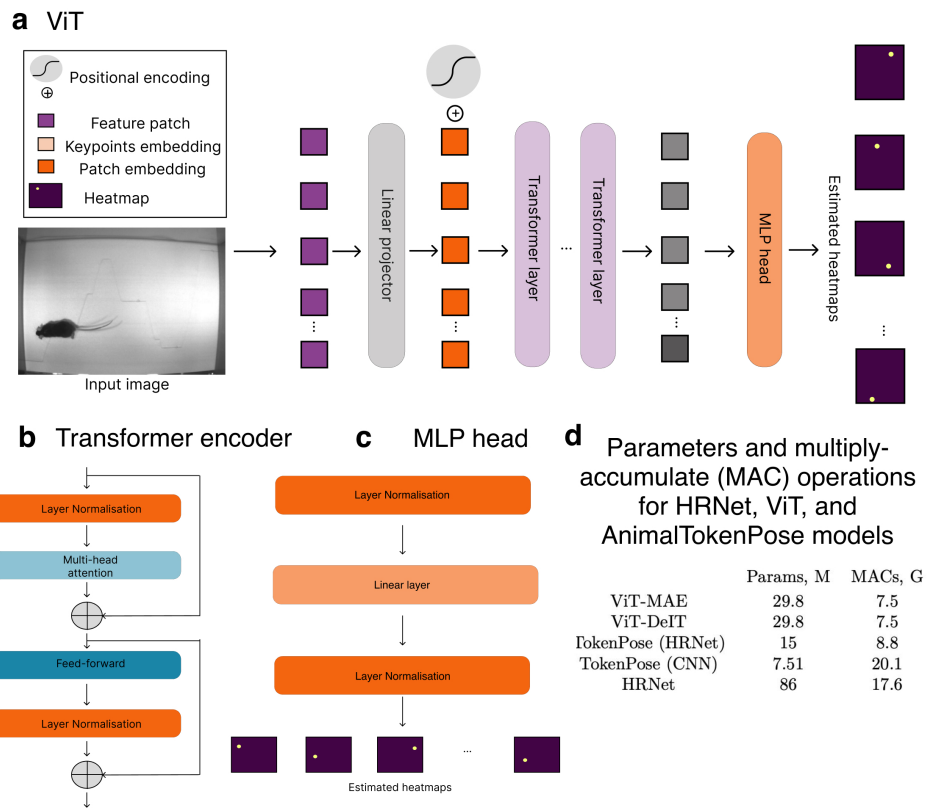 a ViT
Positional encoding
Feature patch
Keypoints embedding
Patch embedding
Heatmap
Input image
...
...
Linear projector
Transformer layer
...
Transformer layer
...
MLP head
Estimated heatmaps
...
b Transformer encoder
Layer Normalisation
Multi-head
attention
Feed-forward
Layer Normalisation
c MLP head
Layer Normalisation
Linear layer
Layer Normalisation
...
Estimated heatmaps
d Parameters and multiply-
accumulate (MAC) operations
for HRNet, ViT, and
AnimalTokenPose models
Params, M MACs, G
ViT-MAE 29.8 7.5
ViT-DeIT 29.8 7.5
TokenPose (HRNet) 15 8.8
TokenPose (CNN) 7.51 20.1
HRNet 86 17.6